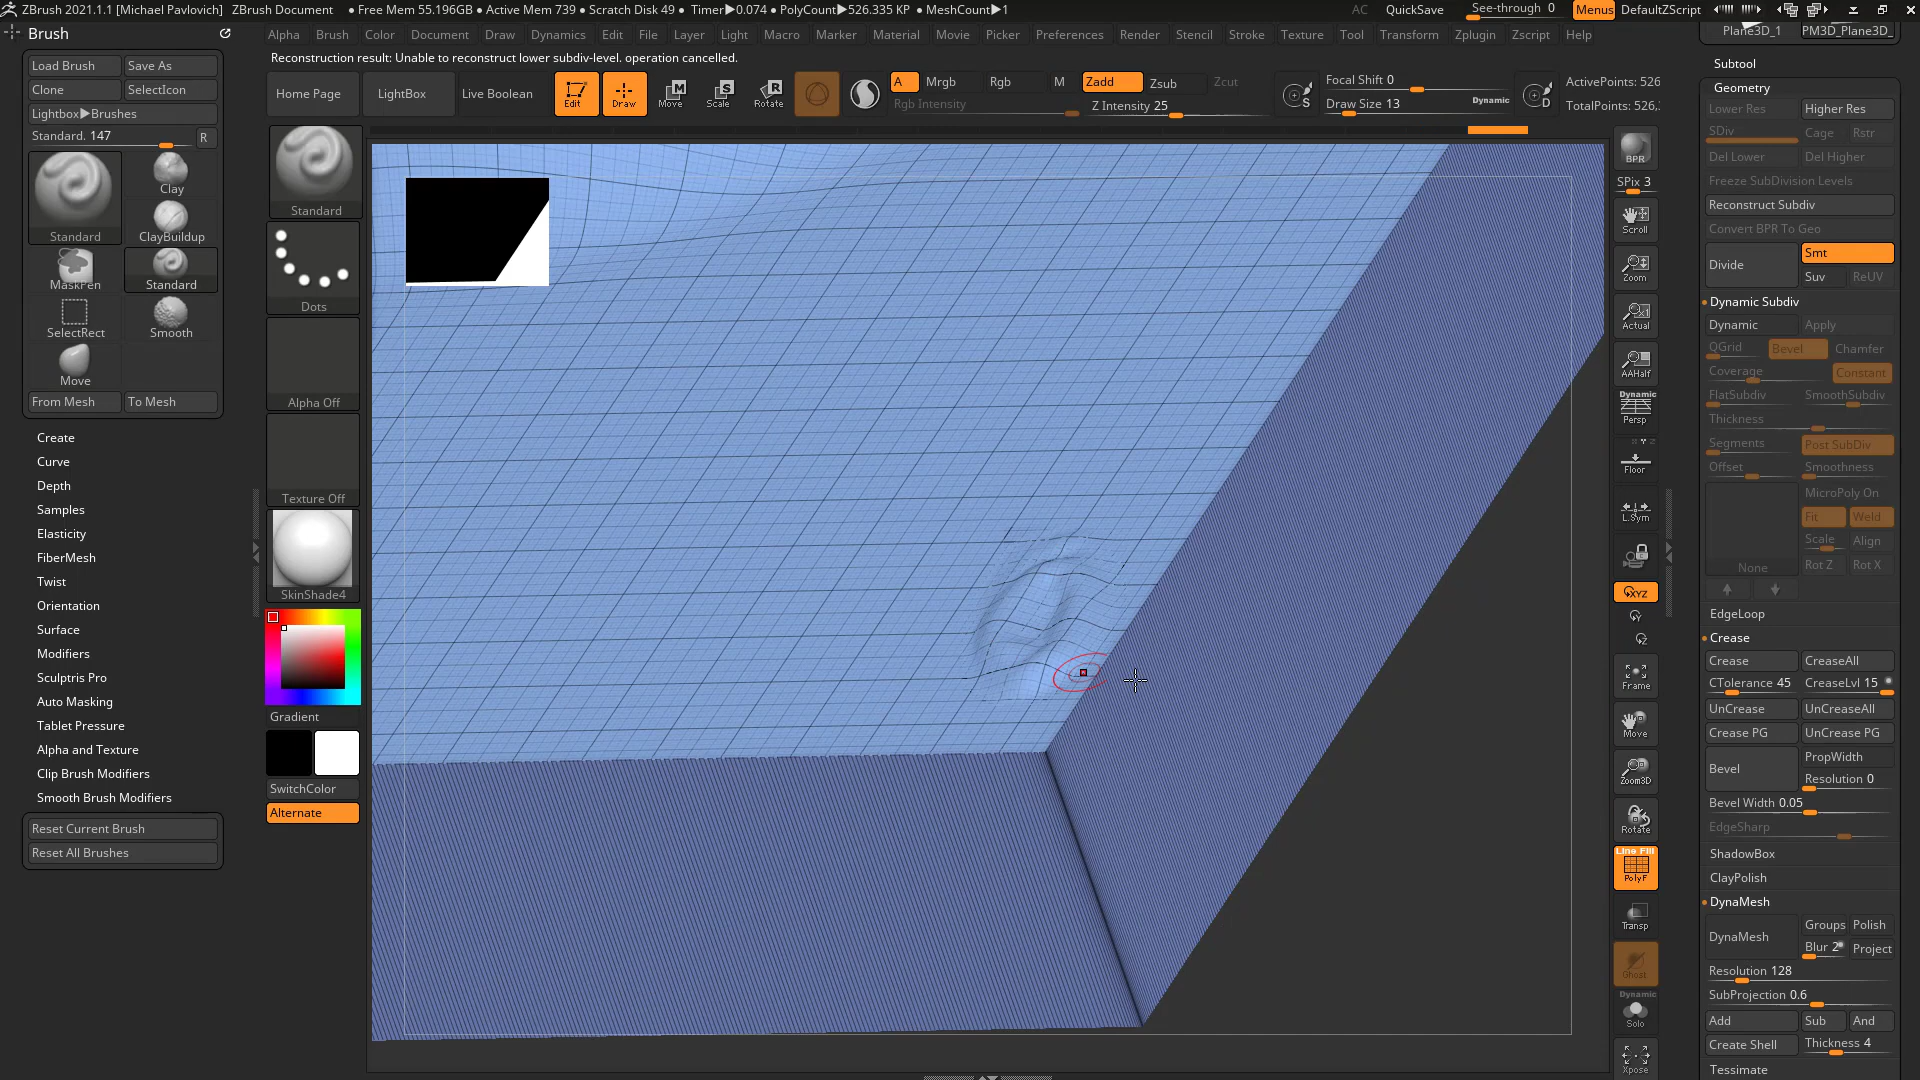 ZBrush 2021.1.1 [Michael Pavlovich] ZBrush Document • Free Mem 55.196GB • Active Mem 739 • Scratch Disk 49 • Timer▶0.074 • PolyCount▶526.335 KP • MeshCount▶1 AC QuickSave See-through 0 Menus DefaultZScript
Brush
Alpha Brush Color Document Draw Dynamics Edit File Layer Light Macro Marker Material Movie Picker Preferences Render Stencil Stroke Texture Tool Transform Zplugin Zscript Help
Reconstruction result: Unable to reconstruct lower subdiv-level. operation cancelled.
Home Page LightBox Live Boolean Edit Draw Move Scale Rotate A Mrgb Rgb M Zadd Zsub Zcut
Rgb Intensity Z Intensity 25 Focal Shift 0 Draw Size 13 Dynamic S D ActivePoints: 526 TotalPoints: 526,
Load Brush Save As
Clone SelectIcon
Lightbox▶Brushes
Standard. 147 R
Standard Clay ClayBuildup
MaskPen Standard
SelectRect Smooth
Move
From Mesh To Mesh
Create
Curve
Depth
Samples
Elasticity
FiberMesh
Twist
Orientation
Surface
Modifiers
Sculptris Pro
Auto Masking
Tablet Pressure
Alpha and Texture
Clip Brush Modifiers
Smooth Brush Modifiers
Reset Current Brush
Reset All Brushes
Standard
Dots
Alpha Off
Texture Off
SkinShade4
Gradient
SwitchColor
Alternate
BPR
SPix 3
Scroll
Zoom
Actual
AAHalf
Dynamic
Persp
Floor
L.Sym
XYZ
Y
Z
Frame
Move
Zoom3D
Rotate
Line Fill
PolyF
Transp
Ghost
Dynamic
Solo
Xpose
Plane3D_1 PM3D_Plane3D_
Subtool
Geometry
Lower Res Higher Res
SDiv Cage Rstr
Del Lower Del Higher
Freeze SubDivision Levels
Reconstruct Subdiv
Convert BPR To Geo
Divide Smt
Suv ReUV
Dynamic Subdiv
Dynamic Apply
QGrid Bevel Chamfer
Coverage Constant
FlatSubdiv SmoothSubdiv
Thickness
Segments Post SubDiv
Offset Smoothness
MicroPoly On
Fit Weld
Scale Align
None Rot Z Rot X
EdgeLoop
Crease
Crease CreaseAll
CTolerance 45 CreaseLvl 15
UnCrease UnCreaseAll
Crease PG UnCrease PG
Bevel PropWidth
Resolution 0
Bevel Width 0.05
EdgeSharp
ShadowBox
ClayPolish
DynaMesh
DynaMesh Groups Polish
Blur 2 Project
Resolution 128
SubProjection 0.6
Add Sub And
Create Shell Thickness 4
Tessimate